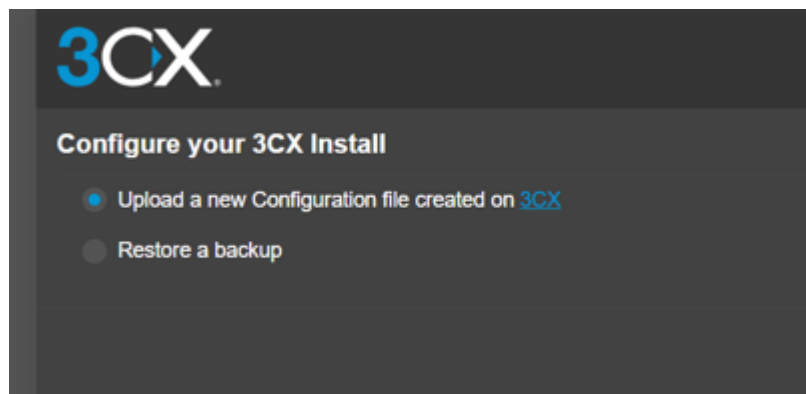 3CX.
Configure your 3CX Install
Upload a new Configuration file created on 3CX
Restore a backup